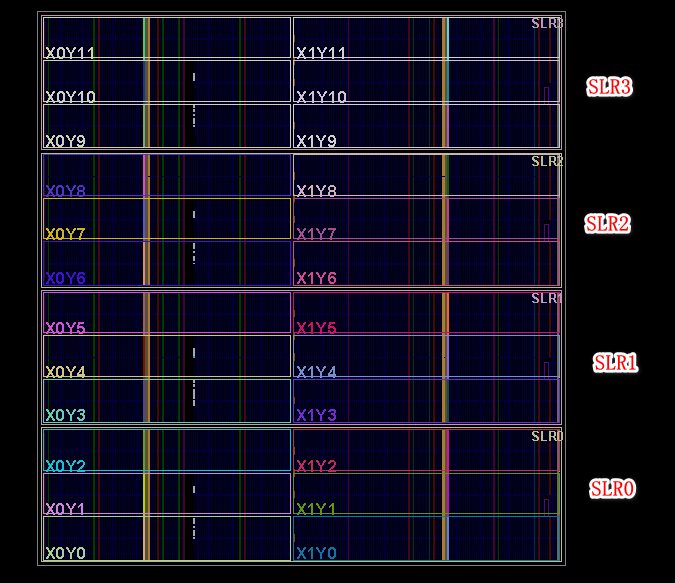 SLR3
X0Y11 X1Y11
X0Y10 X1Y10 SLR3
X0Y9 X1Y9
SLR2
X0Y8 X1Y8
X0Y7 X1Y7 SLR2
X0Y6 X1Y6
SLR1
X0Y5 X1Y5
X0Y4 X1Y4 SLR1
X0Y3 X1Y3
SLR0
X0Y2 X1Y2
X0Y1 X1Y1 SLR0
X0Y0 X1Y0